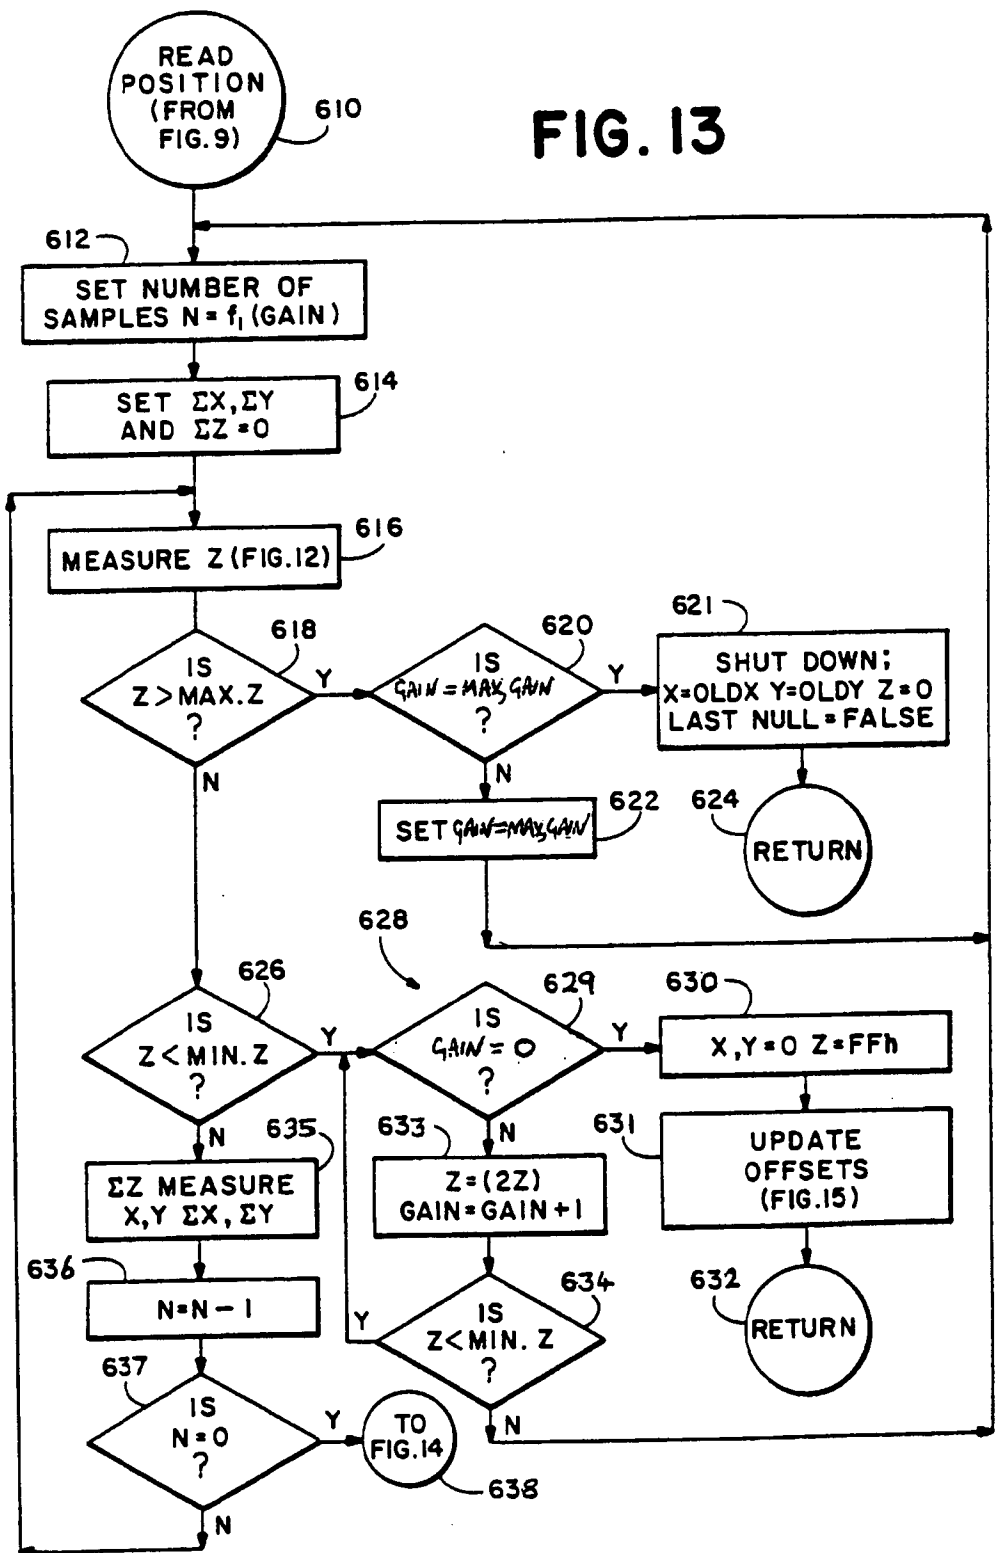 READ
POSITION
(FROM
FIG. 9)
610
FIG. 13
612
SET NUMBER OF
SAMPLES N = f₁ (GAIN)
614
SET ΣX, ΣY
AND ΣZ = 0
616
MEASURE Z (FIG. 12)
618
IS
Z > MAX. Z
?
Y
N
620
IS
GAIN = MAX, GAIN
?
Y
N
621
SHUT DOWN;
X=OLDX Y=OLDY Z=0
LAST NULL = FALSE
622
SET GAIN = MAX, GAIN
624
RETURN
626
IS
Z < MIN. Z
?
Y
N
628
629
IS
GAIN = 0
?
Y
N
630
X, Y = 0 Z = FFh
631
UPDATE
OFFSETS
(FIG. 15)
632
RETURN
633
Z = (2Z)
GAIN = GAIN + 1
634
IS
Z < MIN. Z
?
Y
N
635
ΣZ MEASURE
X, Y ΣX, ΣY
636
N = N – 1
637
IS
N = 0
?
Y
N
TO
FIG. 14
638